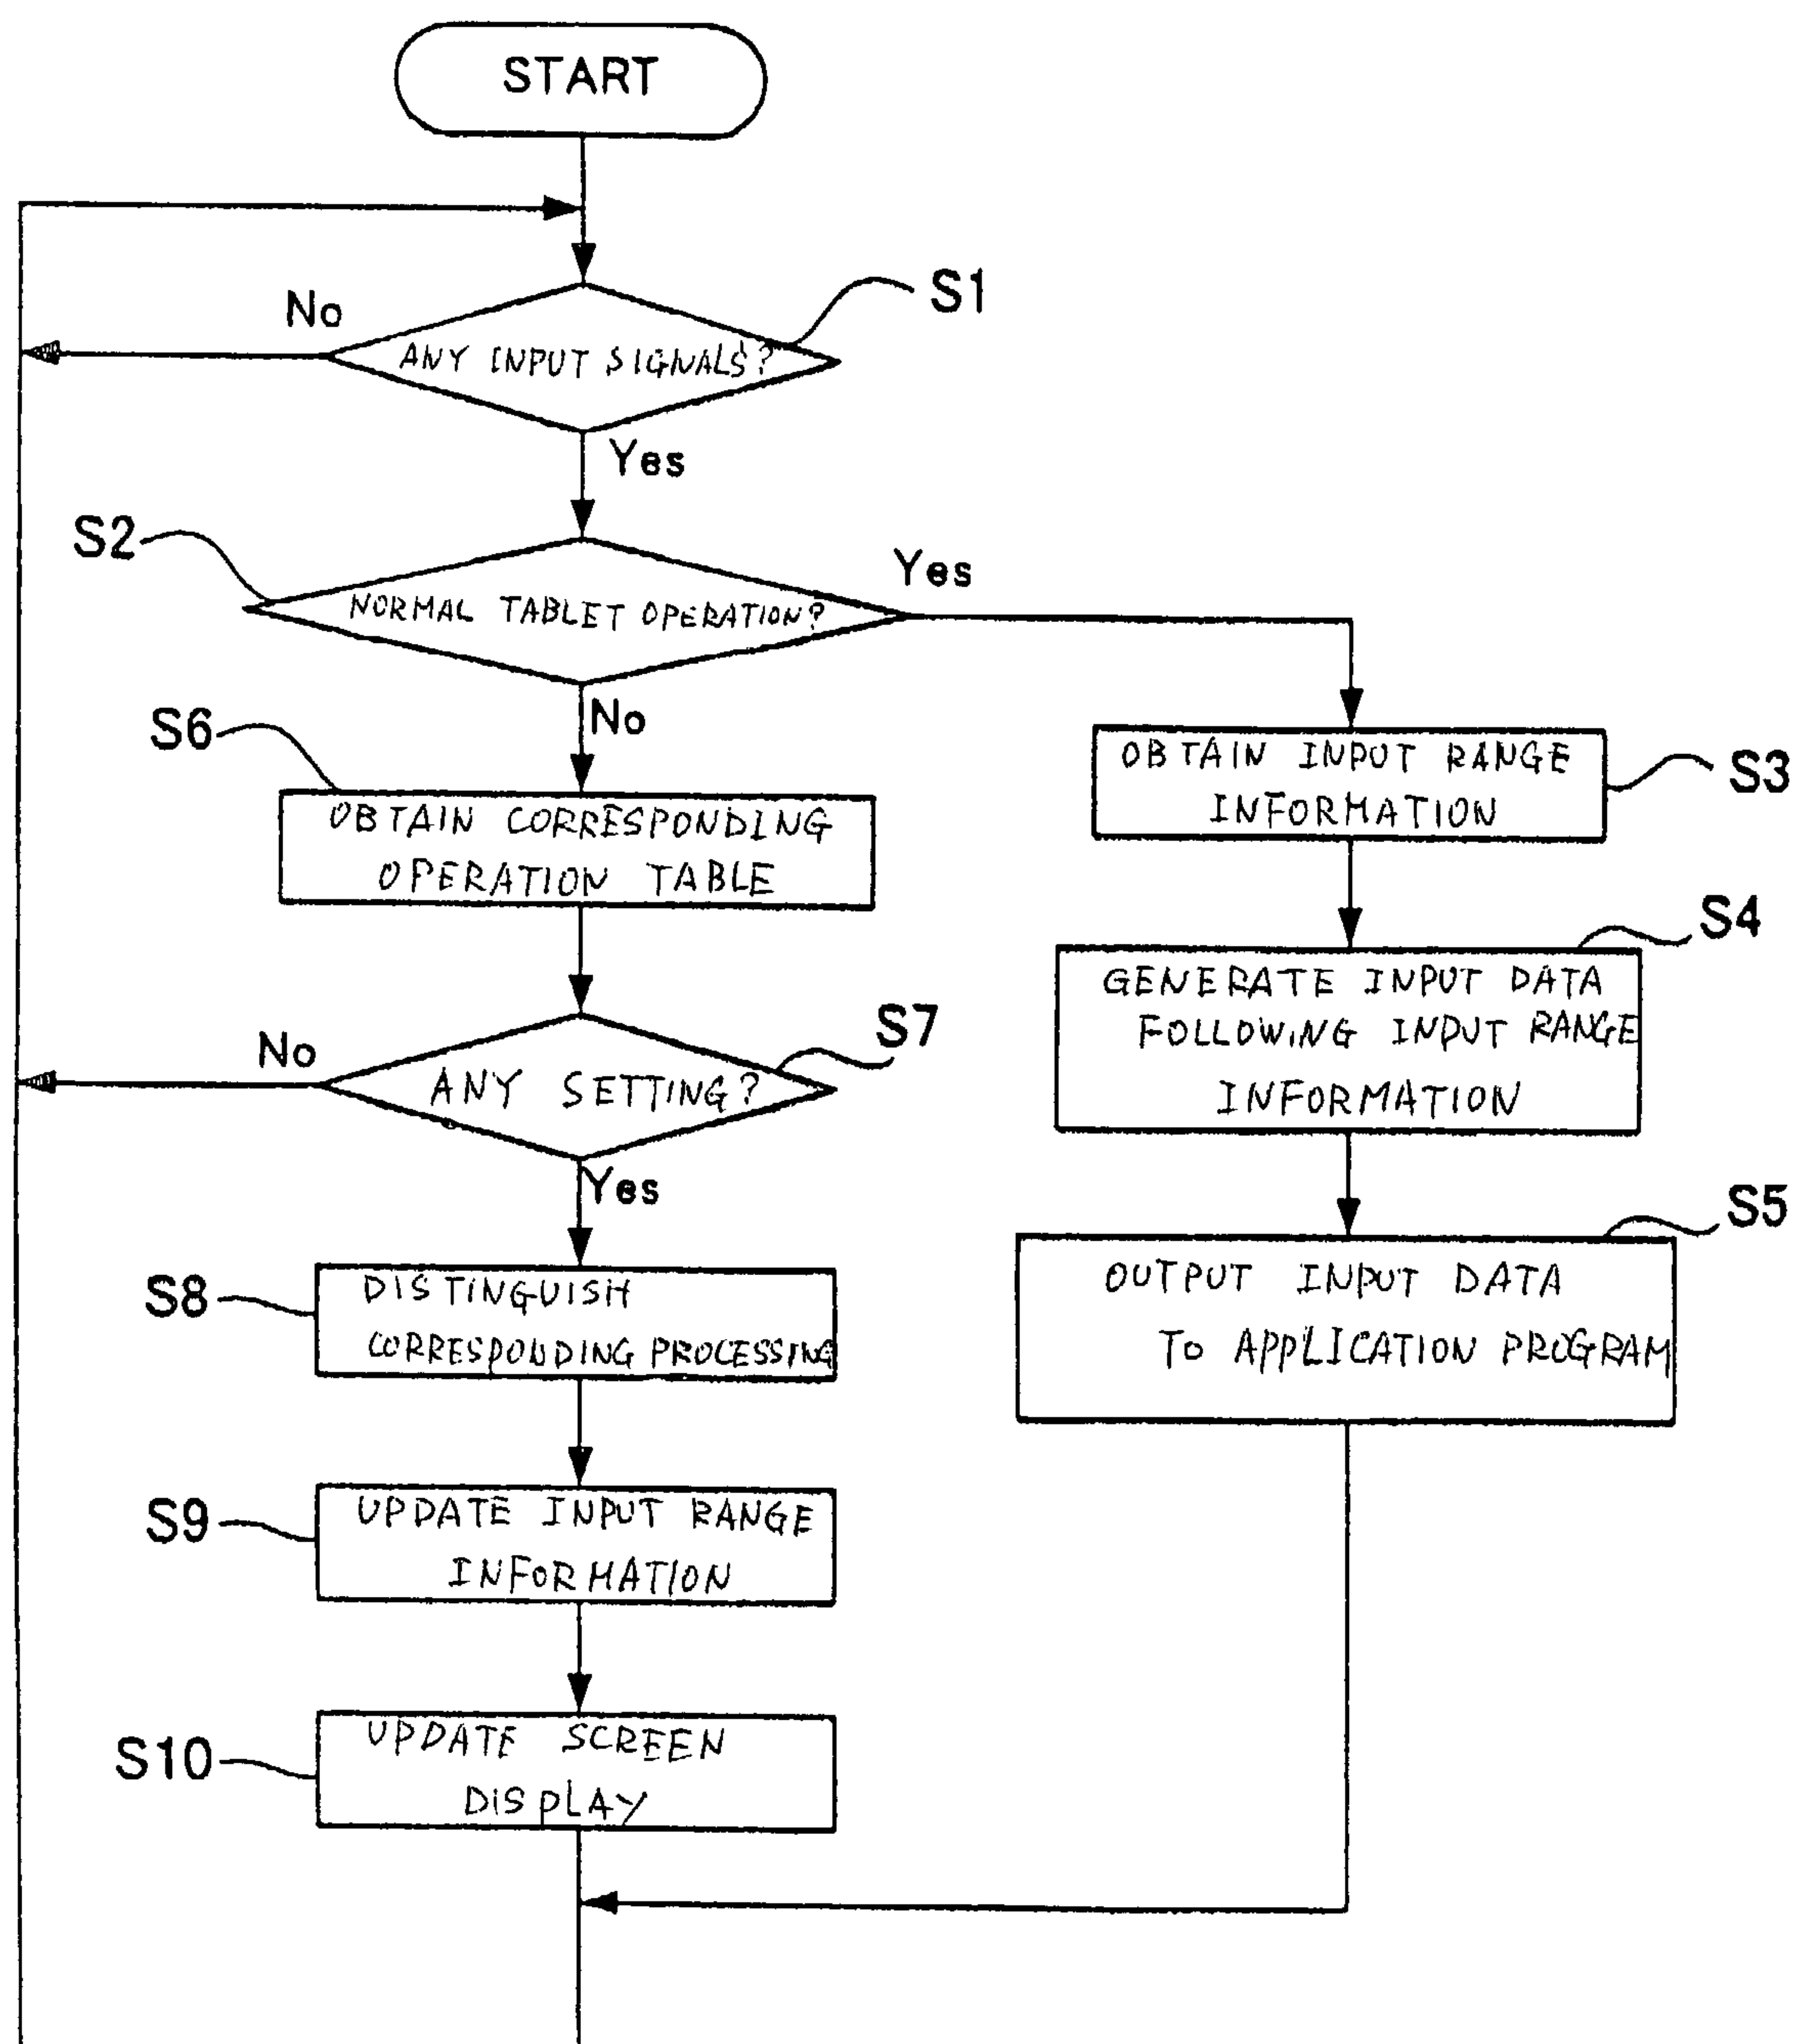 START
S1
No
ANY INPUT SIGNALS?
Yes
S2
Yes
NORMAL TABLET OPERATION?
No
S6
OBTAIN CORRESPONDING
OPERATION TABLE
OBTAIN INPUT RANGE
INFORMATION
S3
S4
GENERATE INPUT DATA
FOLLOWING INPUT RANGE
INFORMATION
S7
No
ANY SETTING?
Yes
S5
OUTPUT INPUT DATA
TO APPLICATION PROGRAM
S8
DISTINGUISH
CORRESPONDING PROCESSING
S9
UPDATE INPUT RANGE
INFORMATION
S10
UPDATE SCREEN
DISPLAY